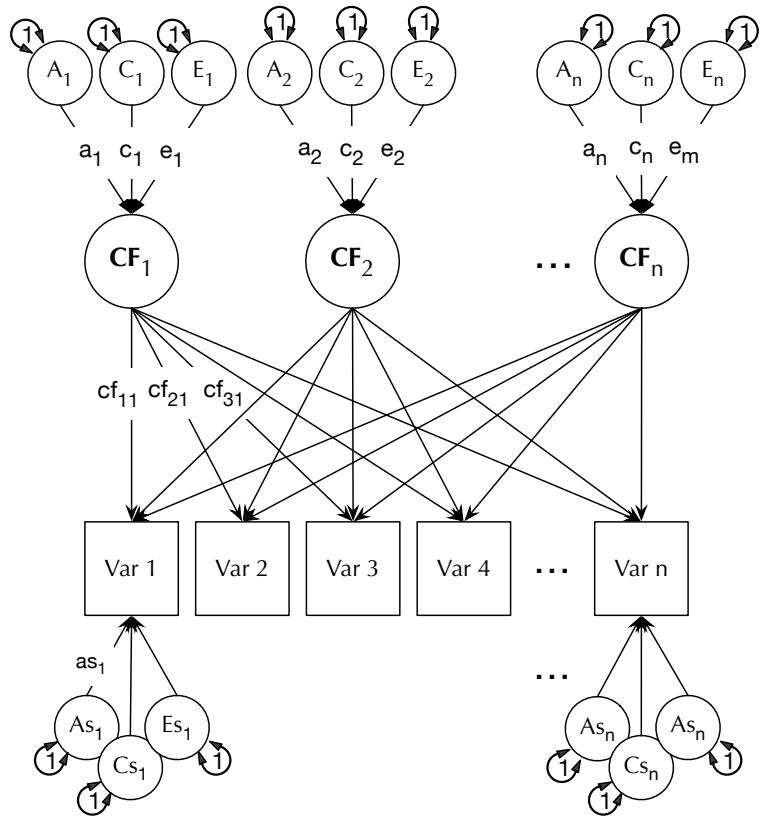 1 1 1 1 1 1 1 1 1
A1 C1 E1 A2 C2 E2 An Cn En
a1 c1 e1 a2 c2 e2 an cn em
CF1 CF2 ... CFn
cf11 cf21 cf31
Var 1 Var 2 Var 3 Var 4 ... Var n
as1 ...
As1 Es1 Asn Asn
1 Cs1 1 1 Csn 1
1 1